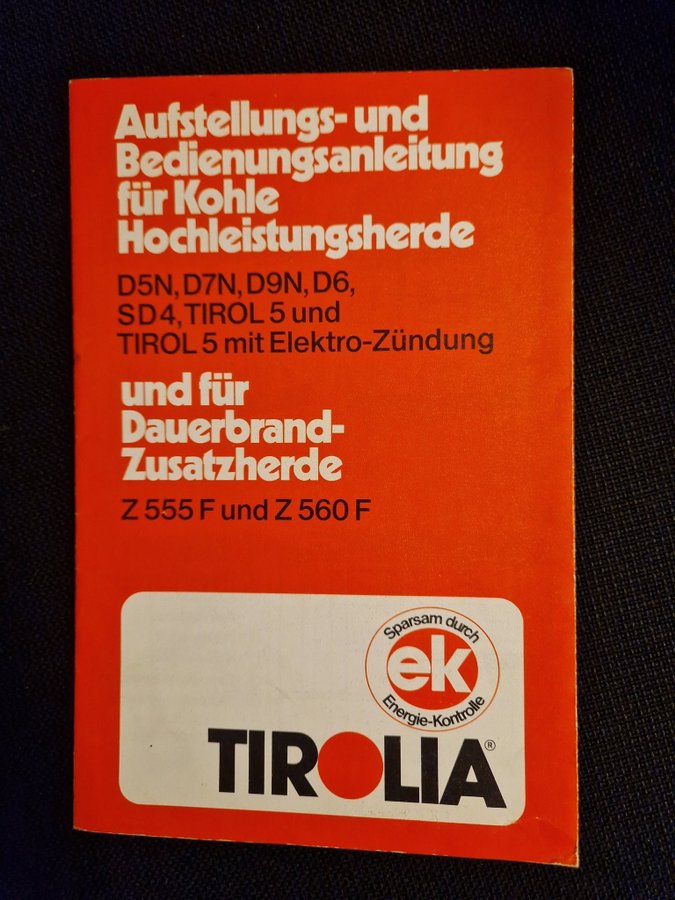 Aufstellungs- und
Bedienungsanleitung
für Kohle
Hochleistungsherde
D5N, D7N, D9N, D6,
SD4, TIROL 5 und
TIROL 5 mit Elektro-Zündung
und für
Dauerbrand-
Zusatzherde
Z 555 F und Z 560 F
Sparsam durch
ek
Energie-Kontrolle
TIROLIA®